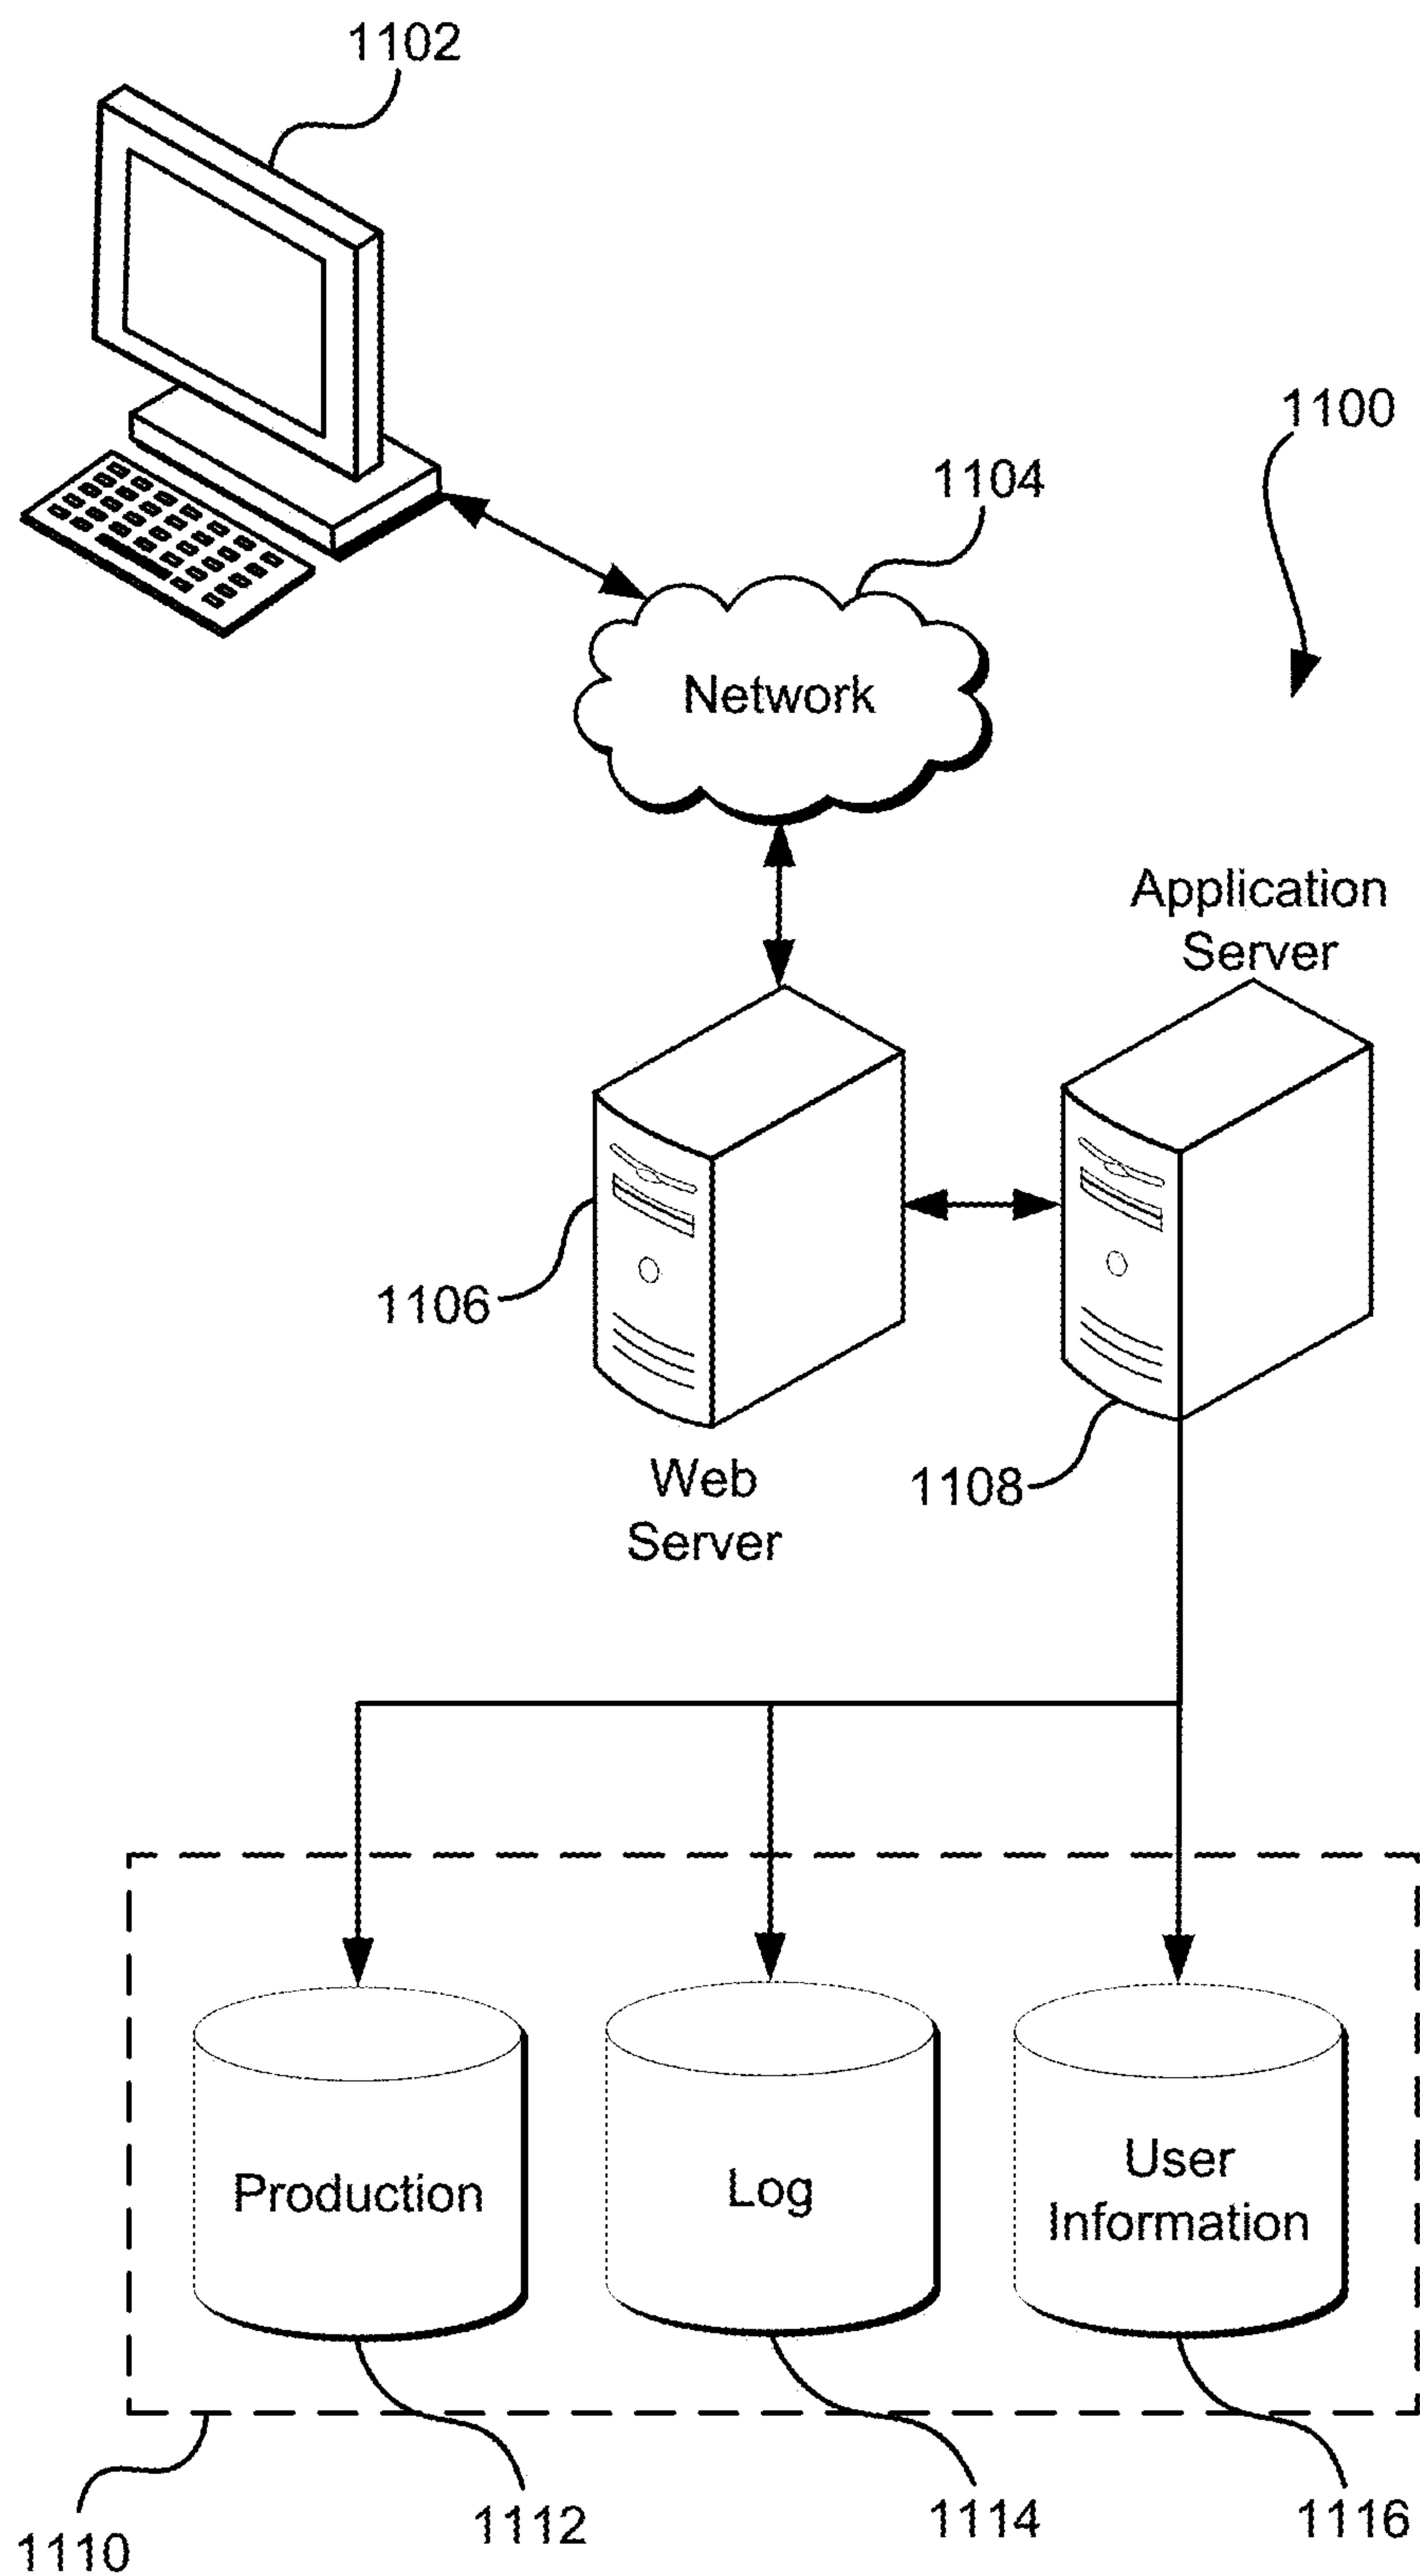 1102
1100
1104
Network
Application
Server
1106
Web
Server
1108
Production
Log
User
Information
1110
1112
1114
1116